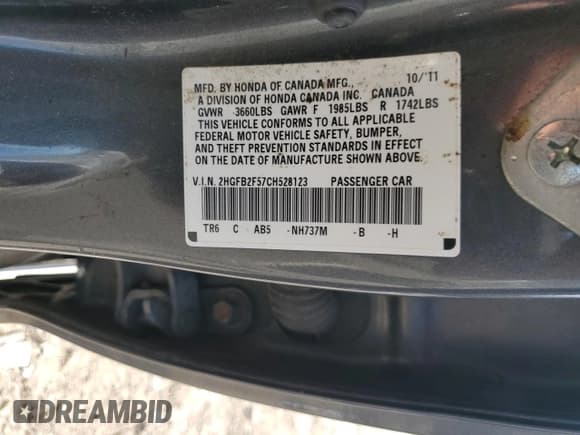 MFD. BY HONDA OF CANADA MFG., 10/'11
A DIVISION OF HONDA CANADA INC. CANADA
GVWR 3660LBS GAWR F 1985LBS R 1742LBS
THIS VEHICLE CONFORMS TO ALL APPLICABLE
FEDERAL MOTOR VEHICLE SAFETY, BUMPER,
AND THEFT PREVENTION STANDARDS IN EFFECT
ON THE DATE OF MANUFACTURE SHOWN ABOVE.
V.I.N. 2HGFB2F57CH528123 PASSENGER CAR
TR6 C AB5 -NH737M -B -H
DREAMBID